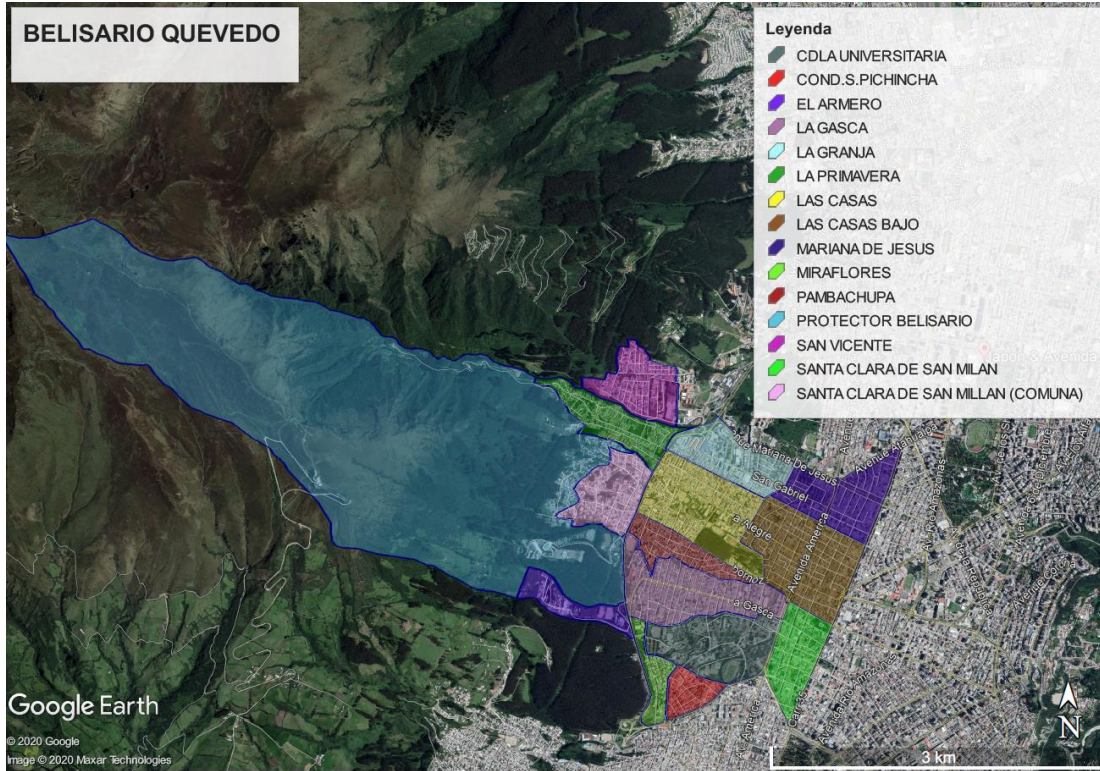 BELISARIO QUEVEDO
Leyenda
CDLA UNIVERSITARIA
COND.S.PICHINCHA
EL ARMERO
LA GASCA
LA GRANJA
LA PRIMAVERA
LAS CASAS
LAS CASAS BAJO
MARIANA DE JESUS
MIRAFLORES
PAMBACHUPA
PROTECTOR BELISARIO
SAN VICENTE
SANTA CLARA DE SAN MILAN
SANTA CLARA DE SAN MILLAN (COMUNA)
Mariana De Jesus
San Gabriel
a Alegre
Avenida America
a Gasca
Google Earth
© 2020 Google
Image © 2020 Maxar Technologies
N
3 km